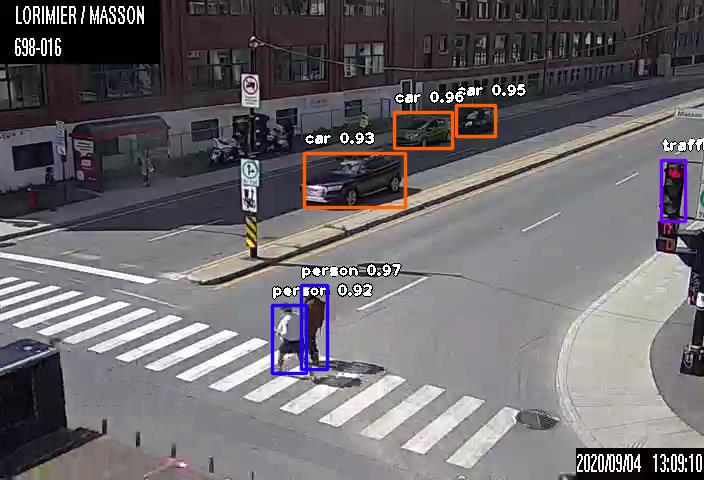 LORIMIER / MASSON
698-016
car 0.96
car 0.95
car 0.93
traff
Masson
person 0.97
person 0.92
2020/09/04 13:09:10